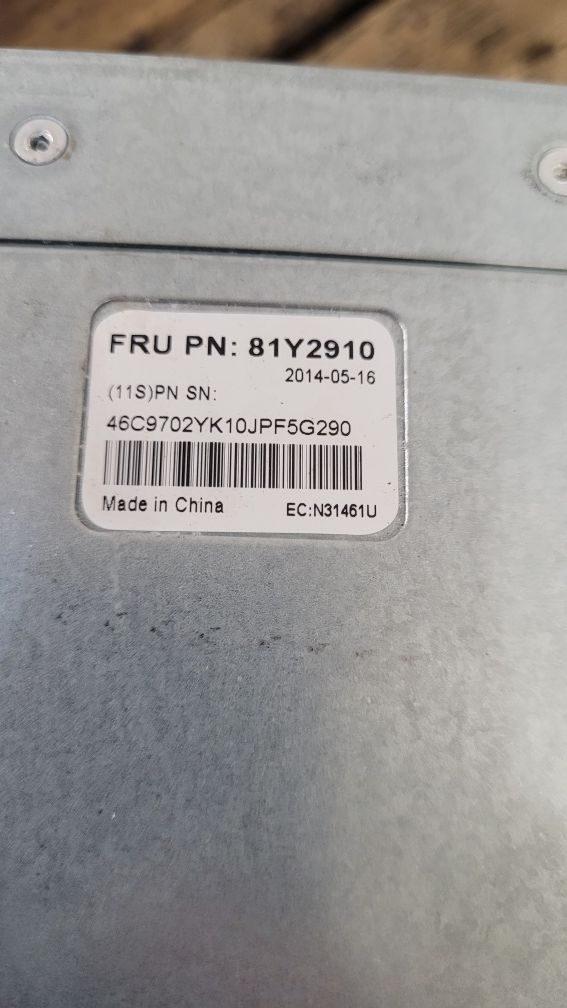 FRU PN: 81Y2910
2014-05-16
(11S)PN SN:
46C9702YK10JPF5G290
Made in China EC:N31461U